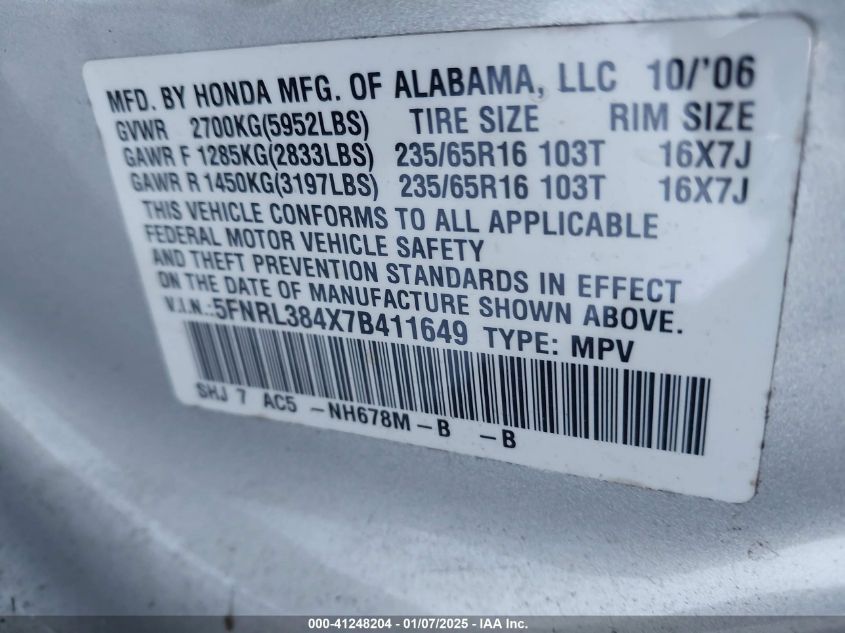 MFD. BY HONDA MFG. OF ALABAMA, LLC 10/'06
GVWR 2700KG(5952LBS) TIRE SIZE RIM SIZE
GAWR F 1285KG(2833LBS) 235/65R16 103T 16X7J
GAWR R 1450KG(3197LBS) 235/65R16 103T 16X7J
THIS VEHICLE CONFORMS TO ALL APPLICABLE
FEDERAL MOTOR VEHICLE SAFETY
AND THEFT PREVENTION STANDARDS IN EFFECT
ON THE DATE OF MANUFACTURE SHOWN ABOVE.
V.I.N.:5FNRL384X7B411649 TYPE: MPV
SHJ 7 AC5 -NH678M-B -B
000-41248204 - 01/07/2025 - IAA Inc.